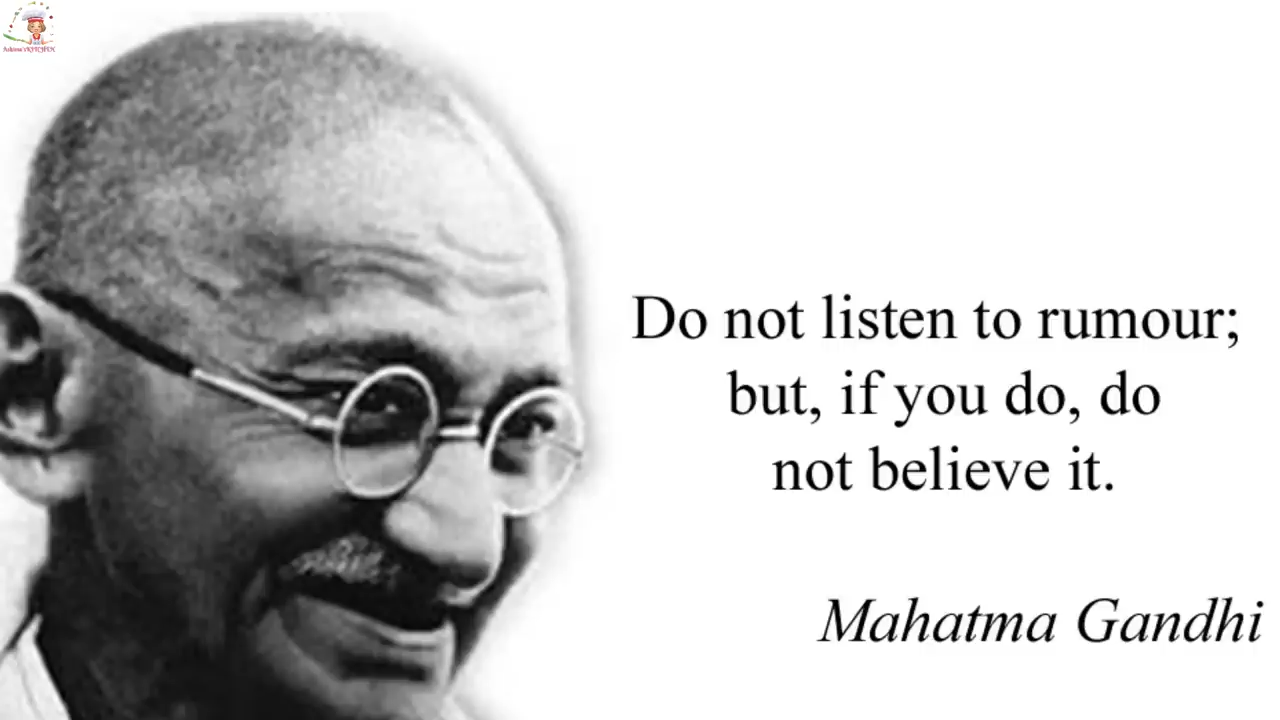 Do not listen to rumour;
but, if you do, do
not believe it.
Mahatma Gandhi